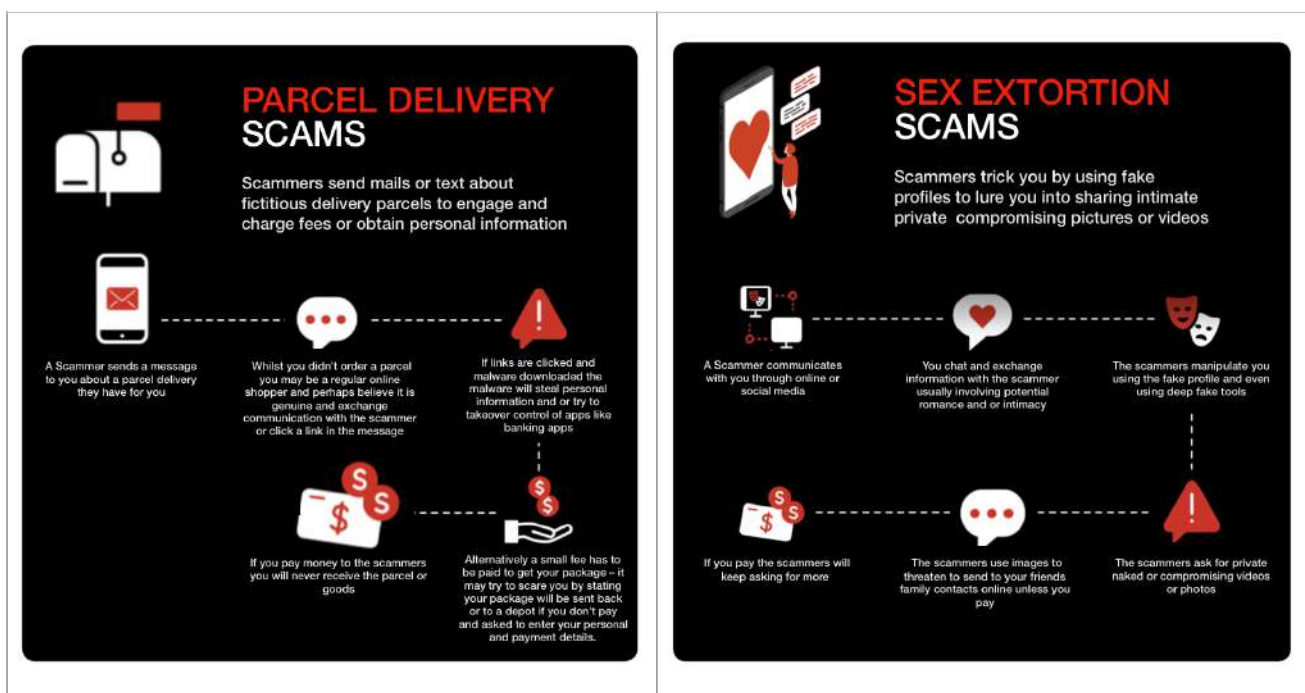 PARCEL DELIVERY
SCAMS
Scammers send mails or text about
fictitious delivery parcels to engage and
charge fees or obtain personal information
A Scammer sends a message
to you about a parcel delivery
they have for you
Whilst you didn't order a parcel
you may be a regular online
shopper and perhaps believe it is
genuine and exchange
communication with the scammer
or click a link in the message
If links are clicked and
malware downloaded the
malware will steal personal
information and or try to
takeover control of apps like
banking apps
S
S
$
$
$
If you pay money to the scammers
you will never receive the parcel or
goods
Alternatively a small fee has to
be paid to get your package – it
may try to scare you by stating
your package will be sent back
or to a depot if you don't pay
and asked to enter your personal
and payment details.
SEX EXTORTION
SCAMS
Scammers trick you by using fake
profiles to lure you into sharing intimate
private compromising pictures or videos
A Scammer communicates
with you through online or
social media
You chat and exchange
information with the scammer
usually involving potential
romance and or intimacy
The scammers manipulate you
using the fake profile and even
using deep fake tools
S
S
$
If you pay the scammers will
keep asking for more
The scammers use images to
threaten to send to your friends
family contacts online unless you
pay
The scammers ask for private
naked or compromising videos
or photos